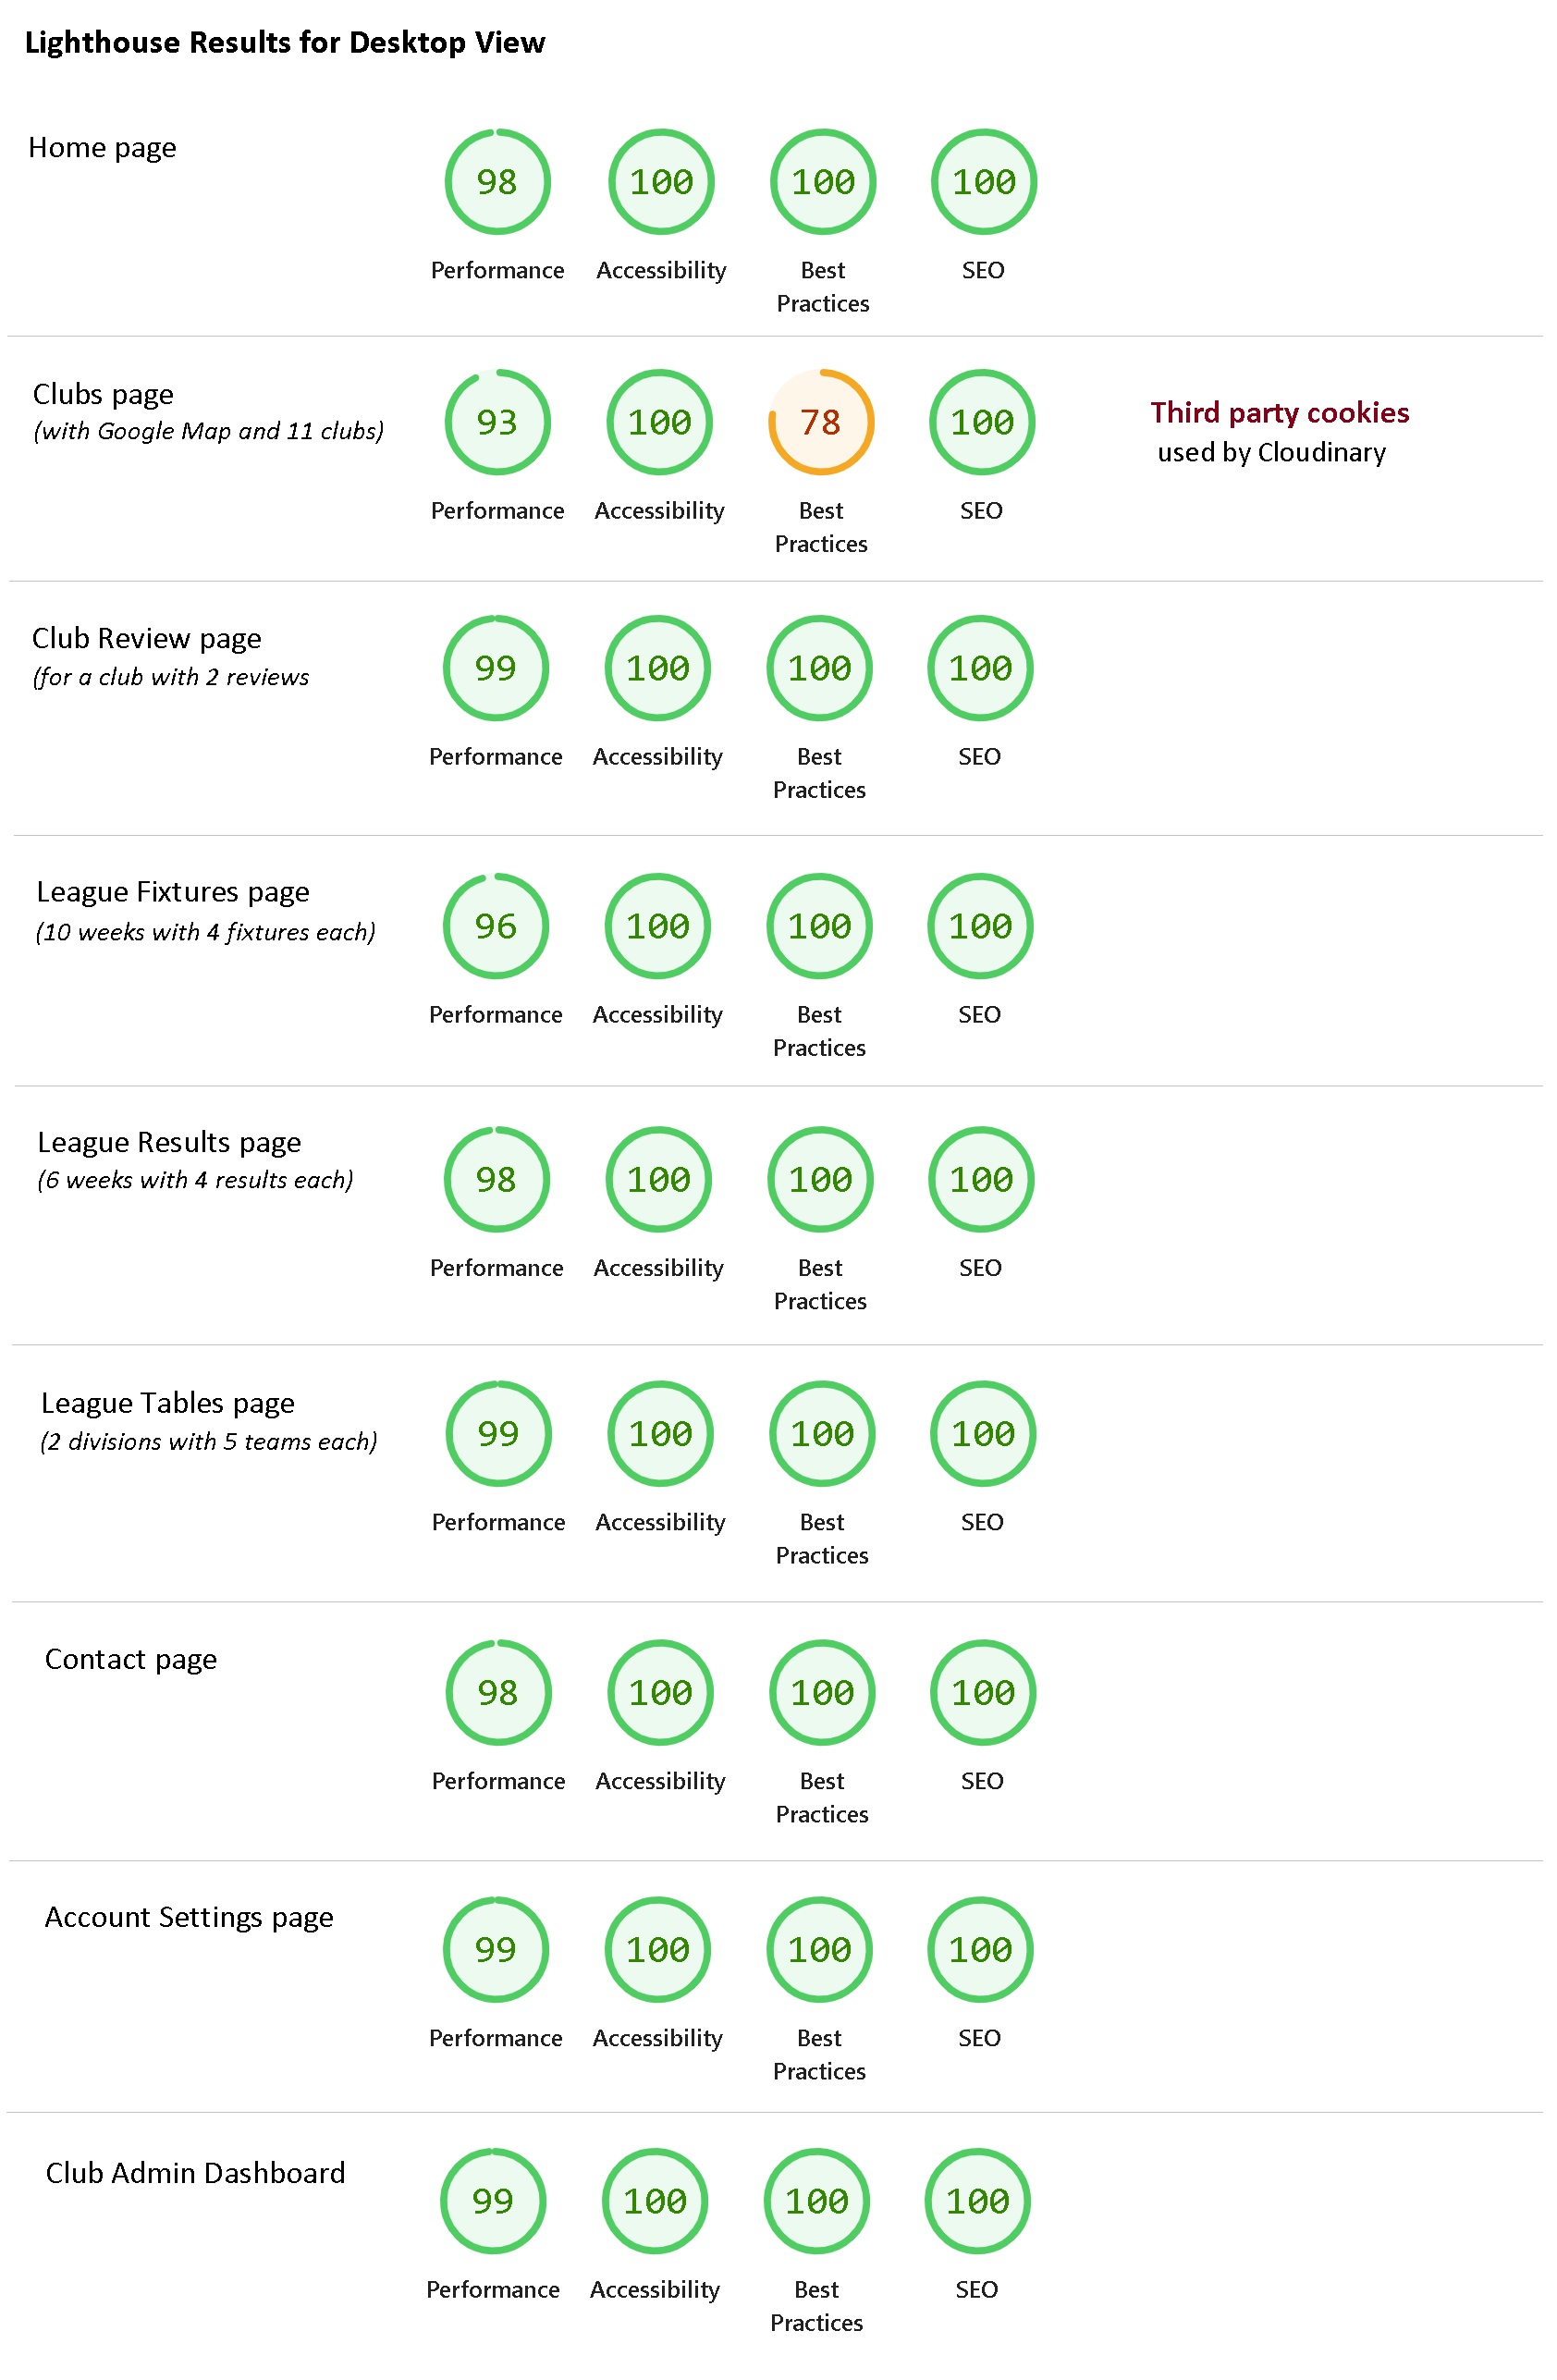 Lighthouse Results for Desktop View
Home page
98 100 100 100
Performance Accessibility Best Practices SEO
Clubs page
(with Google Map and 11 clubs)
93 100 78 100
Performance Accessibility Best Practices SEO
Third party cookies
used by Cloudinary
Club Review page
(for a club with 2 reviews
99 100 100 100
Performance Accessibility Best Practices SEO
League Fixtures page
(10 weeks with 4 fixtures each)
96 100 100 100
Performance Accessibility Best Practices SEO
League Results page
(6 weeks with 4 results each)
98 100 100 100
Performance Accessibility Best Practices SEO
League Tables page
(2 divisions with 5 teams each)
99 100 100 100
Performance Accessibility Best Practices SEO
Contact page
98 100 100 100
Performance Accessibility Best Practices SEO
Account Settings page
99 100 100 100
Performance Accessibility Best Practices SEO
Club Admin Dashboard
99 100 100 100
Performance Accessibility Best Practices SEO